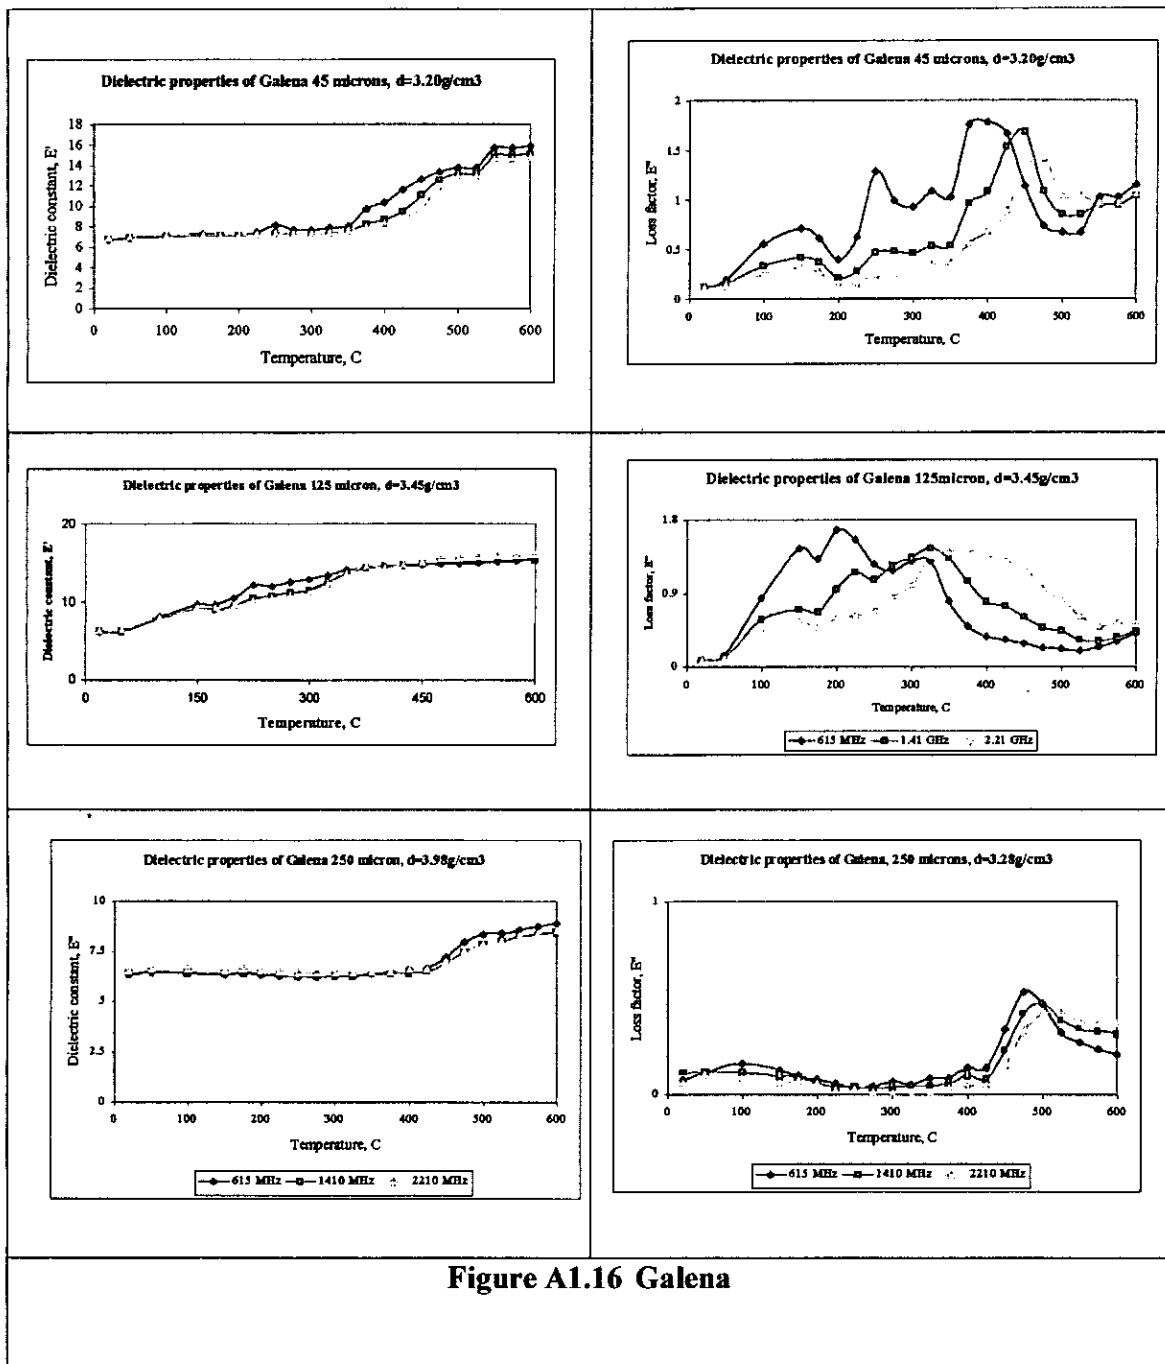 Dielectric properties of Galena 45 microns, d=3.20g/cm3
Dielectric constant, E'
18
16
14
12
10
8
6
4
2
0
0 100 200 300 400 500 600
Temperature, C
Dielectric properties of Galena 45 microns, d=3.20g/cm3
Loss factor, E"
2
1.5
1
0.5
0
100 200 300 400 500 600
Temperature, C
Dielectric properties of Galena 125 micron, d=3.45g/cm3
Dielectric constant, E'
20
10
0
0 150 300 450 600
Temperature, C
Dielectric properties of Galena 125micron, d=3.45g/cm3
Loss factor, E"
1.8
0.9
0
0 100 200 300 400 500 600
Temperature, C
615 MHz 1.41 GHz 2.21 GHz
Dielectric properties of Galena 250 micron, d=3.98g/cm3
Dielectric constant, E"
10
7.5
5
2.5
0
0 100 200 300 400 500 600
Temperature, C
615 MHz 1410 MHz 2210 MHz
Dielectric properties of Galena, 250 microns, d=3.28g/cm3
Loss factor, E"
1
0
0 100 200 300 400 500 600
Temperature, C
615 MHz 1410 MHz 2210 MHz
Figure A1.16 Galena